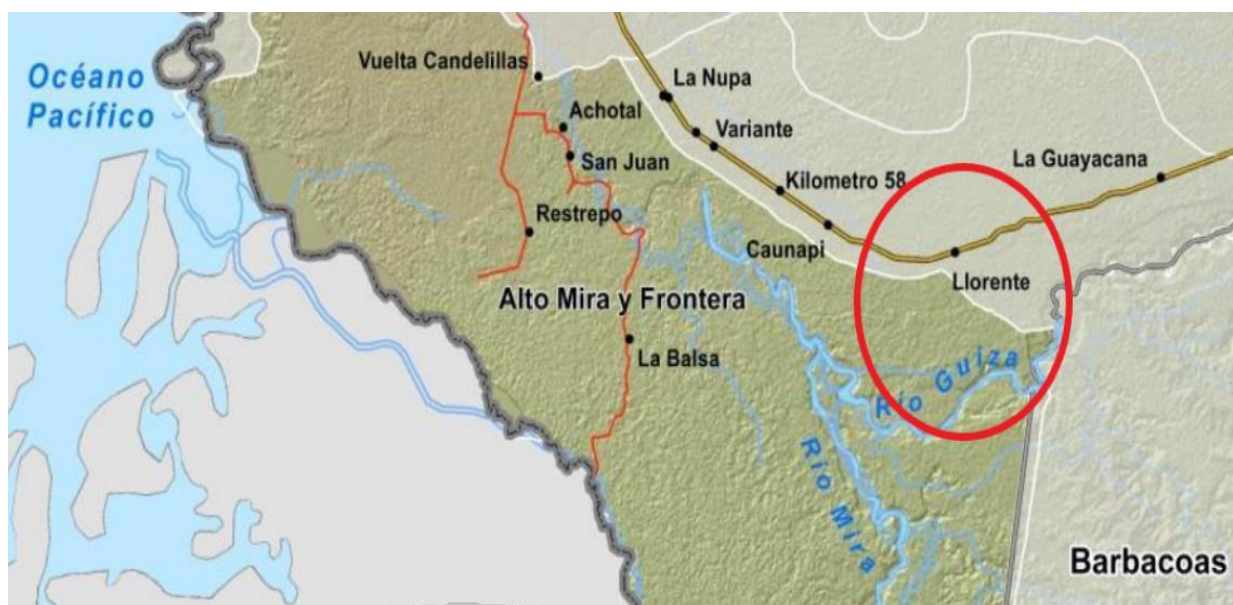 Océano
Pacífico
Vuelta Candelillas
La Nupa
Achotal
Variante
San Juan
La Guayacana
Kilometro 58
Restrepo
Caunapi
Llorente
Alto Mira y Frontera
La Balsa
Río Guiza
Río Mira
Barbacoas